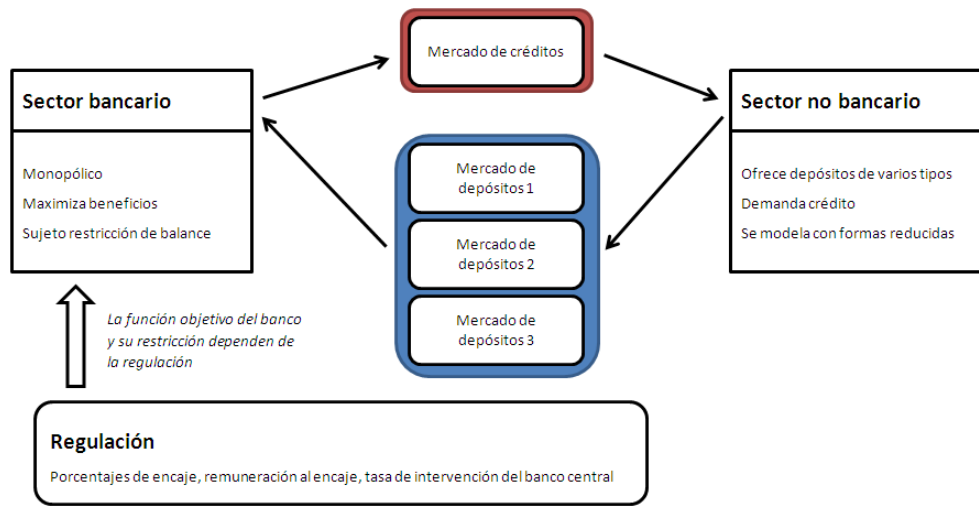 Mercado de créditos
Sector bancario
Monopólico
Maximiza beneficios
Sujeto restricción de balance
Mercado de
depósitos 1
Mercado de
depósitos 2
Mercado de
depósitos 3
Sector no bancario
Ofrece depósitos de varios tipos
Demanda crédito
Se modela con formas reducidas
La función objetivo del banco
y su restricción dependen de
la regulación
Regulación
Porcentajes de encaje, remuneración al encaje, tasa de intervención del banco central